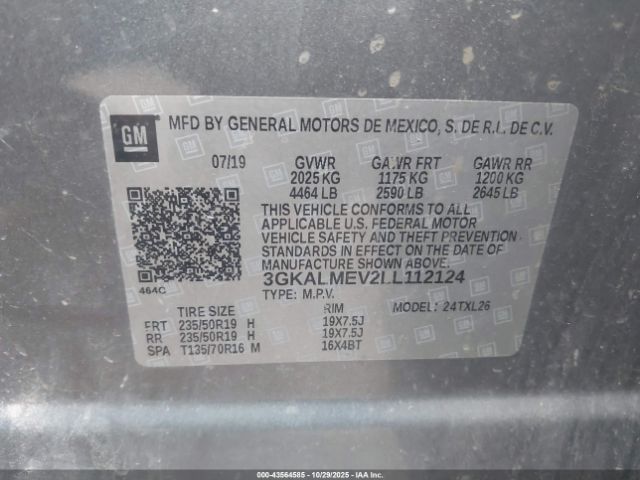 GM
MFD BY GENERAL MOTORS DE MEXICO, S. DE R.L. DE C.V.
07/19 GVWR GAWR FRT GAWR RR
2025 KG 1175 KG 1200 KG
4464 LB 2590 LB 2645 LB
THIS VEHICLE CONFORMS TO ALL
APPLICABLE U.S. FEDERAL MOTOR
VEHICLE SAFETY AND THEFT PREVENTION
STANDARDS IN EFFECT ON THE DATE OF
MANUFACTURE SHOWN ABOVE.
464C
3GKALMEV2LL112124
TYPE: M.P.V. MODEL: 24TXL26
TIRE SIZE RIM
FRT 235/50R19 H 19X7.5J
RR 235/50R19 H 19X7.5J
SPA T135/70R16 M 16X4BT
000-43564585 | 10/29/2025 | IAAI.COM